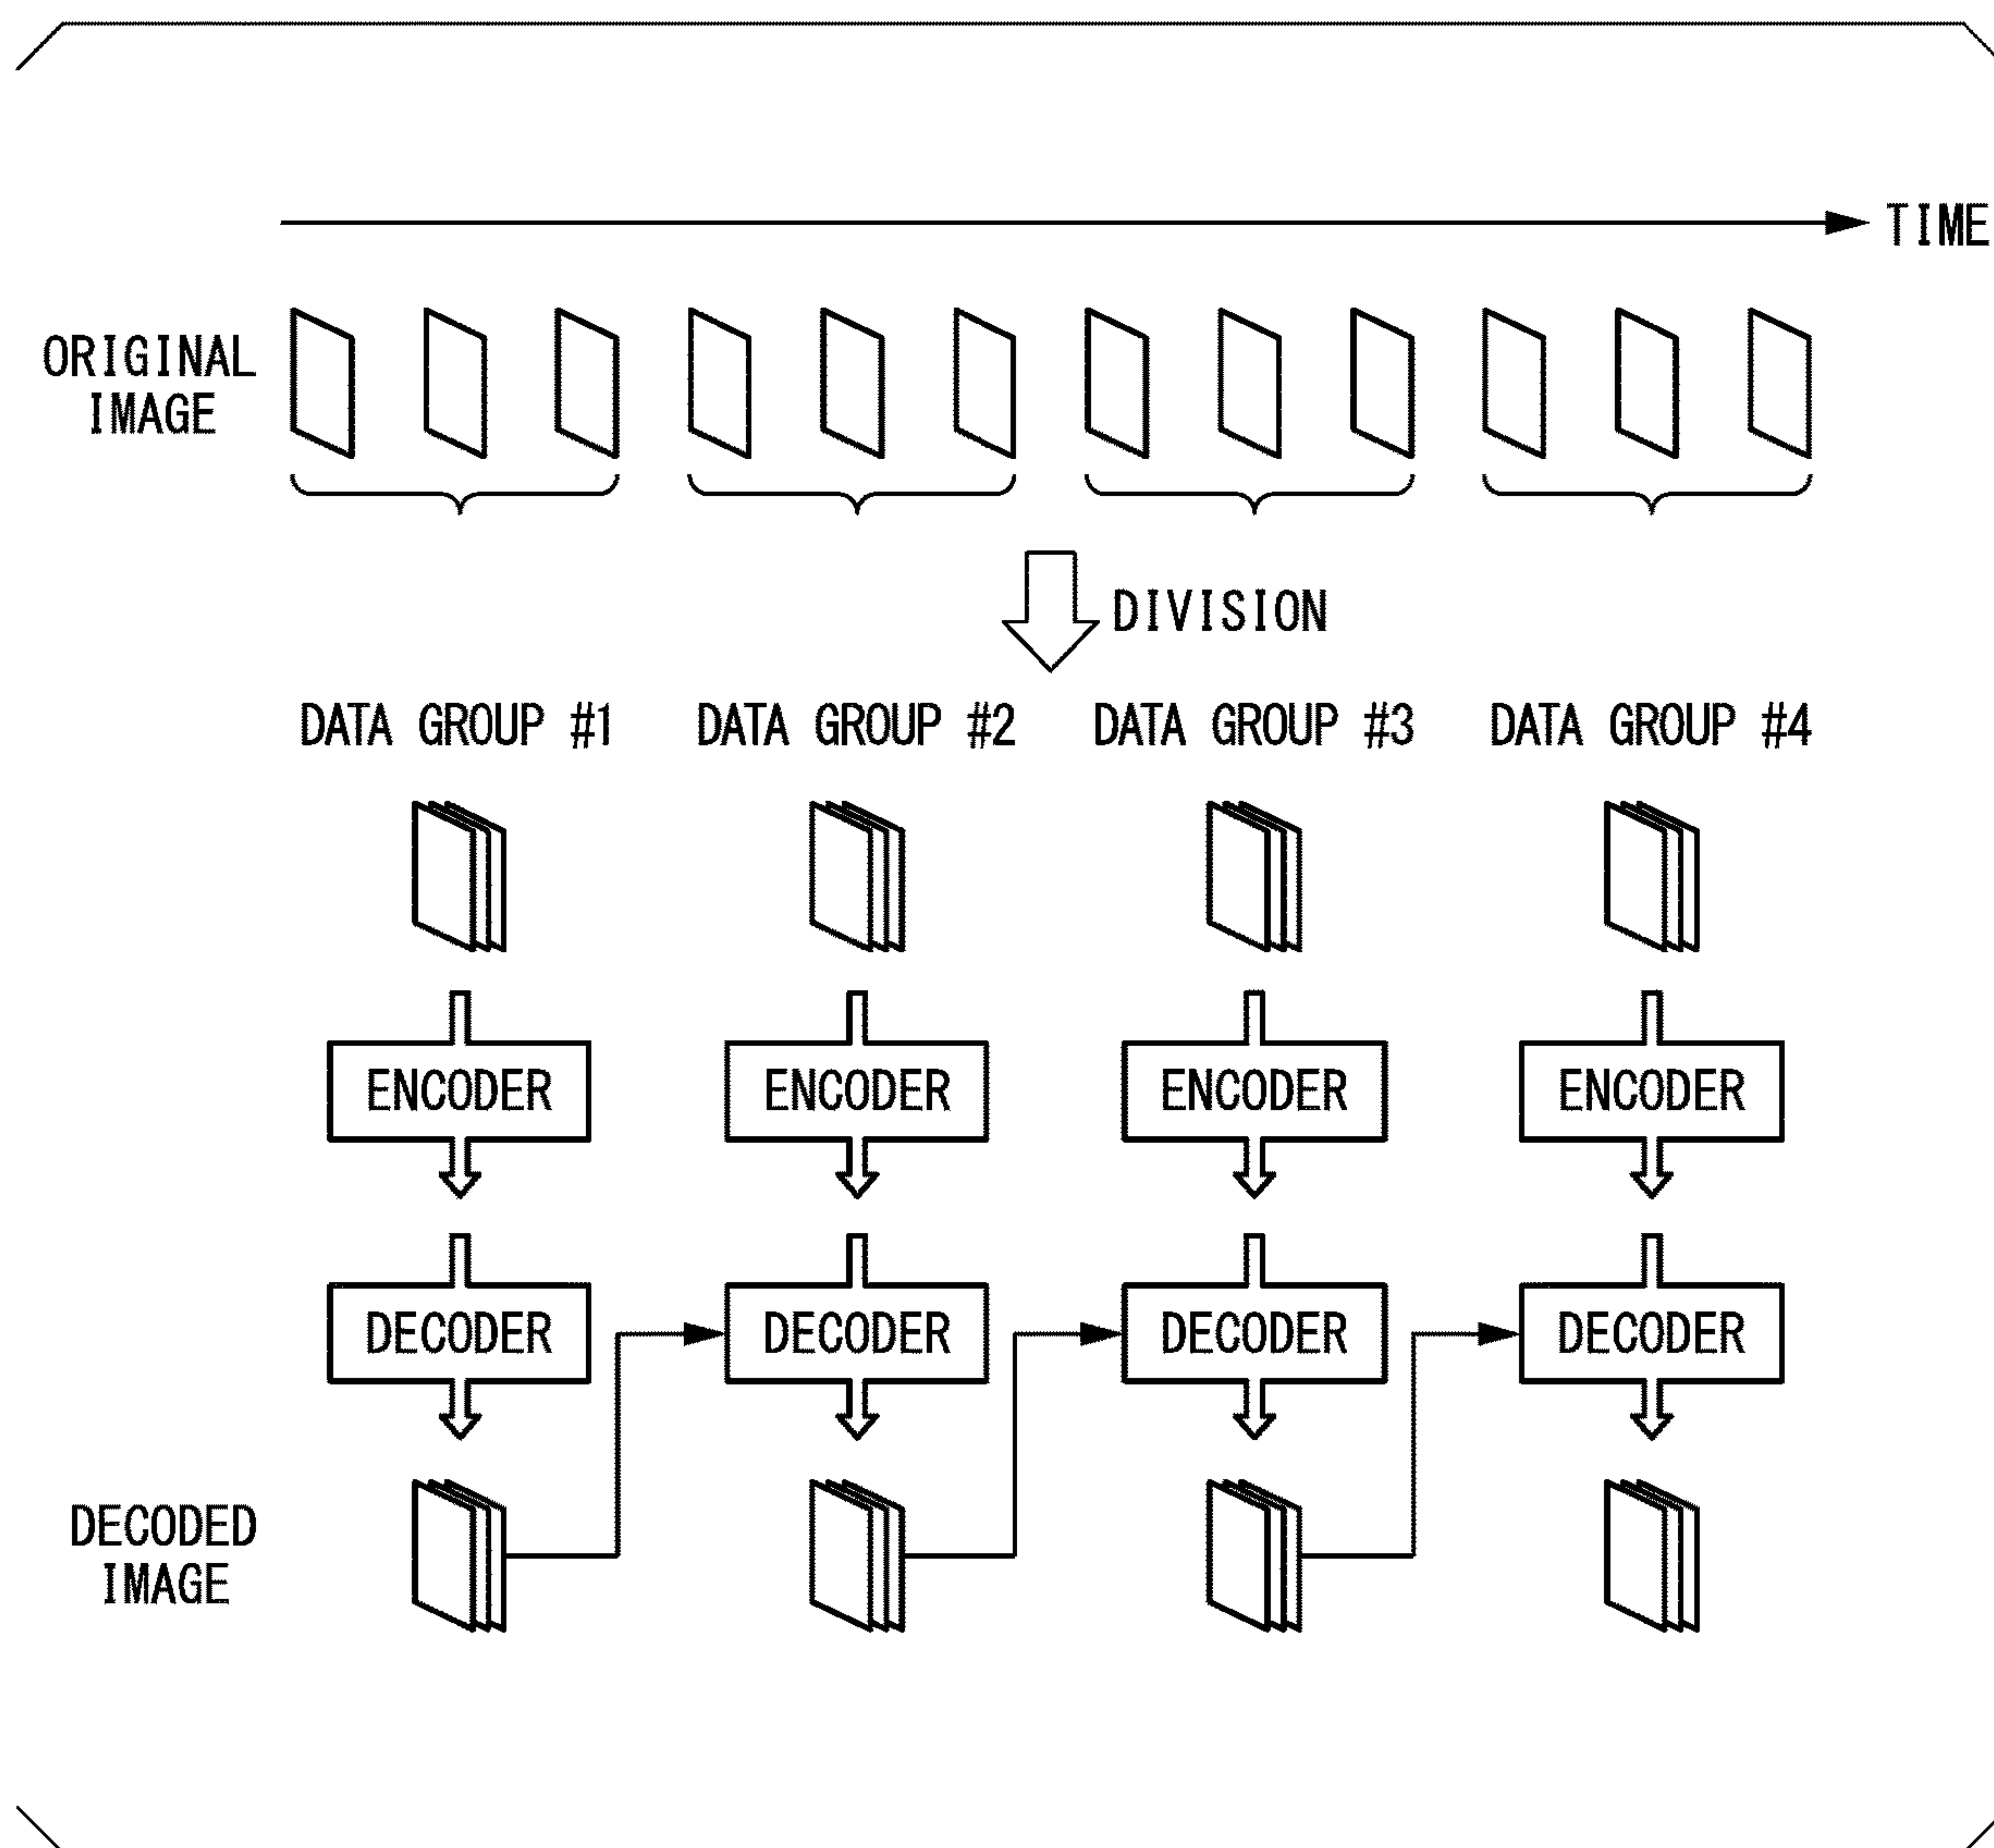 TIME
ORIGINAL
IMAGE
DIVISION
DATA GROUP #1 DATA GROUP #2 DATA GROUP #3 DATA GROUP #4
ENCODER ENCODER ENCODER ENCODER
DECODER DECODER DECODER DECODER
DECODED
IMAGE